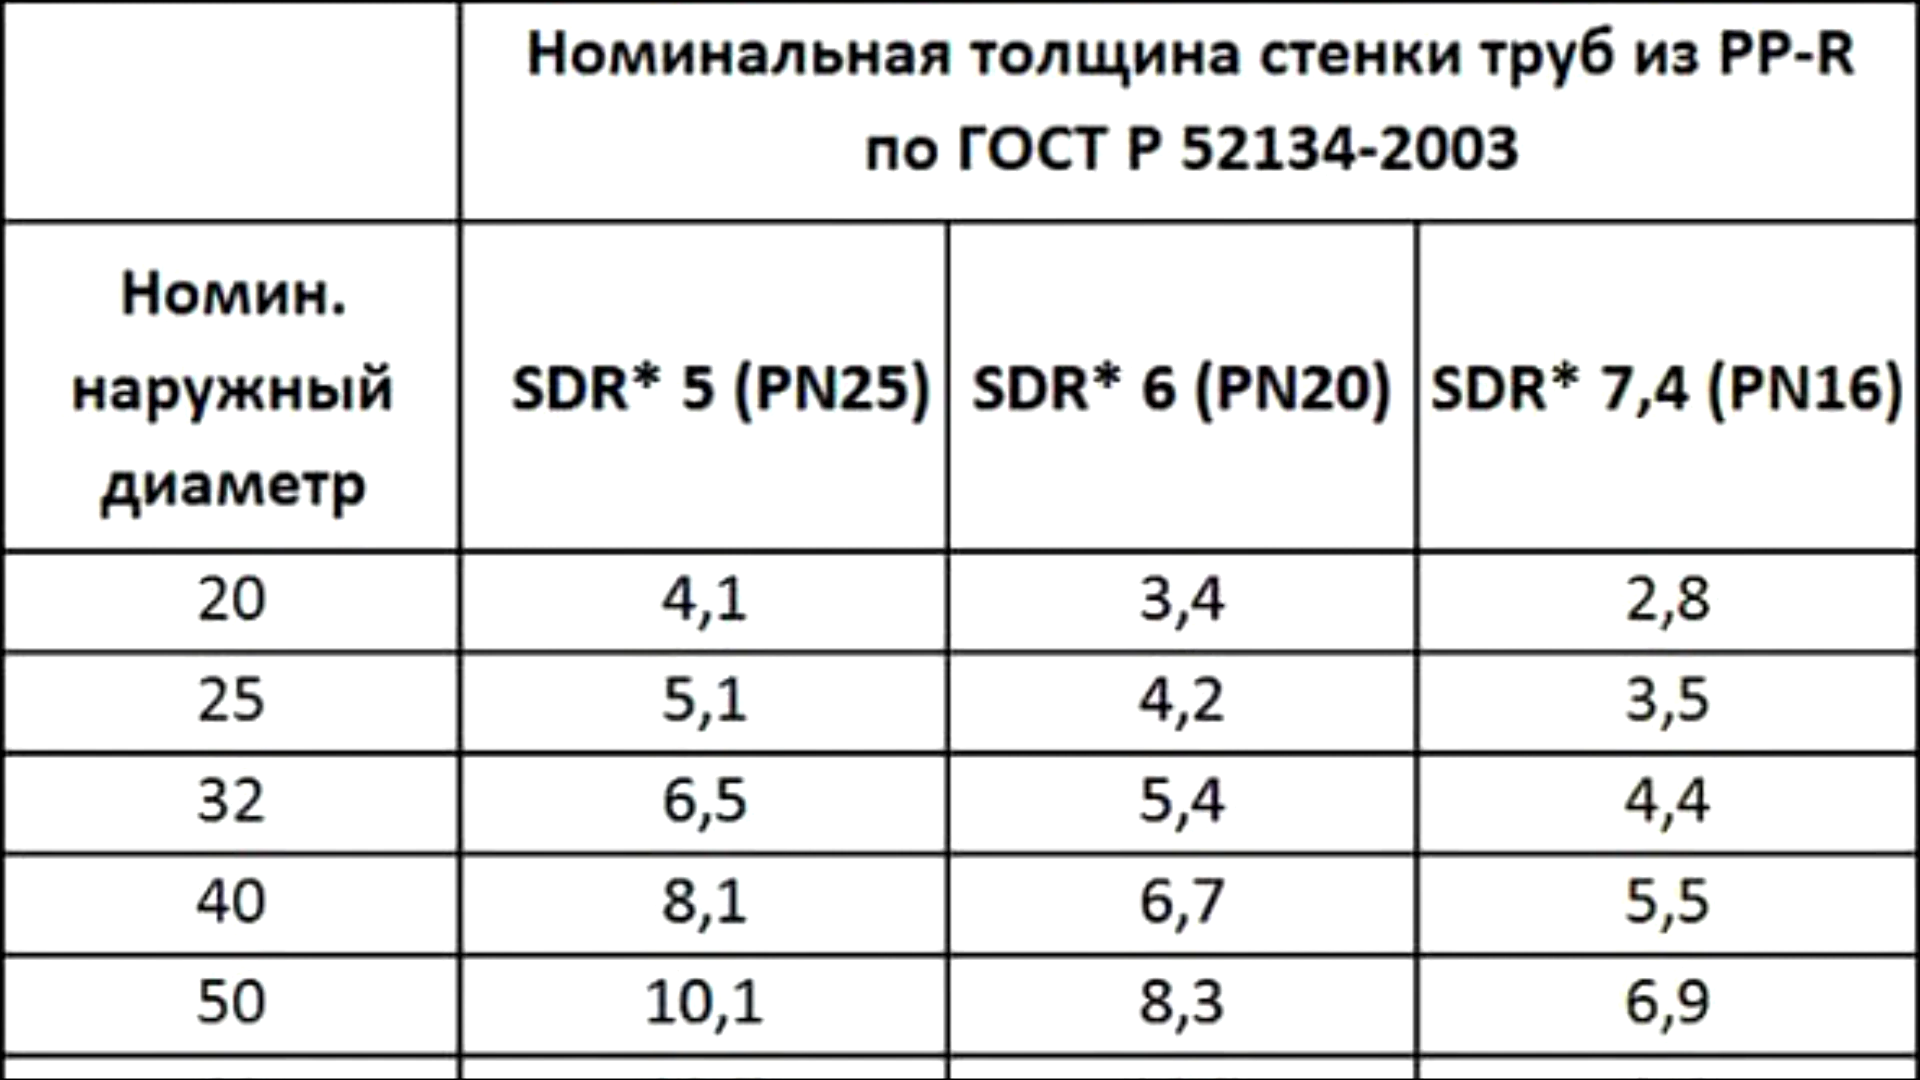 Номинальная толщина стенки труб из PP-R
по ГОСТ Р 52134-2003
Номин.
наружный
диаметр
SDR* 5 (PN25)
SDR* 6 (PN20)
SDR* 7,4 (PN16)
20 4,1 3,4 2,8
25 5,1 4,2 3,5
32 6,5 5,4 4,4
40 8,1 6,7 5,5
50 10,1 8,3 6,9